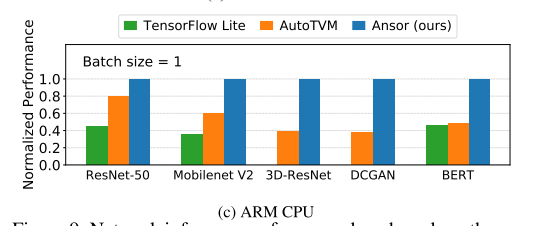 TensorFlow Lite AutoTVM Ansor (ours)
Normalized Performance
Batch size = 1
1.0
0.8
0.6
0.4
0.2
0.0
ResNet-50 Mobilenet V2 3D-ResNet DCGAN BERT
(c) ARM CPU